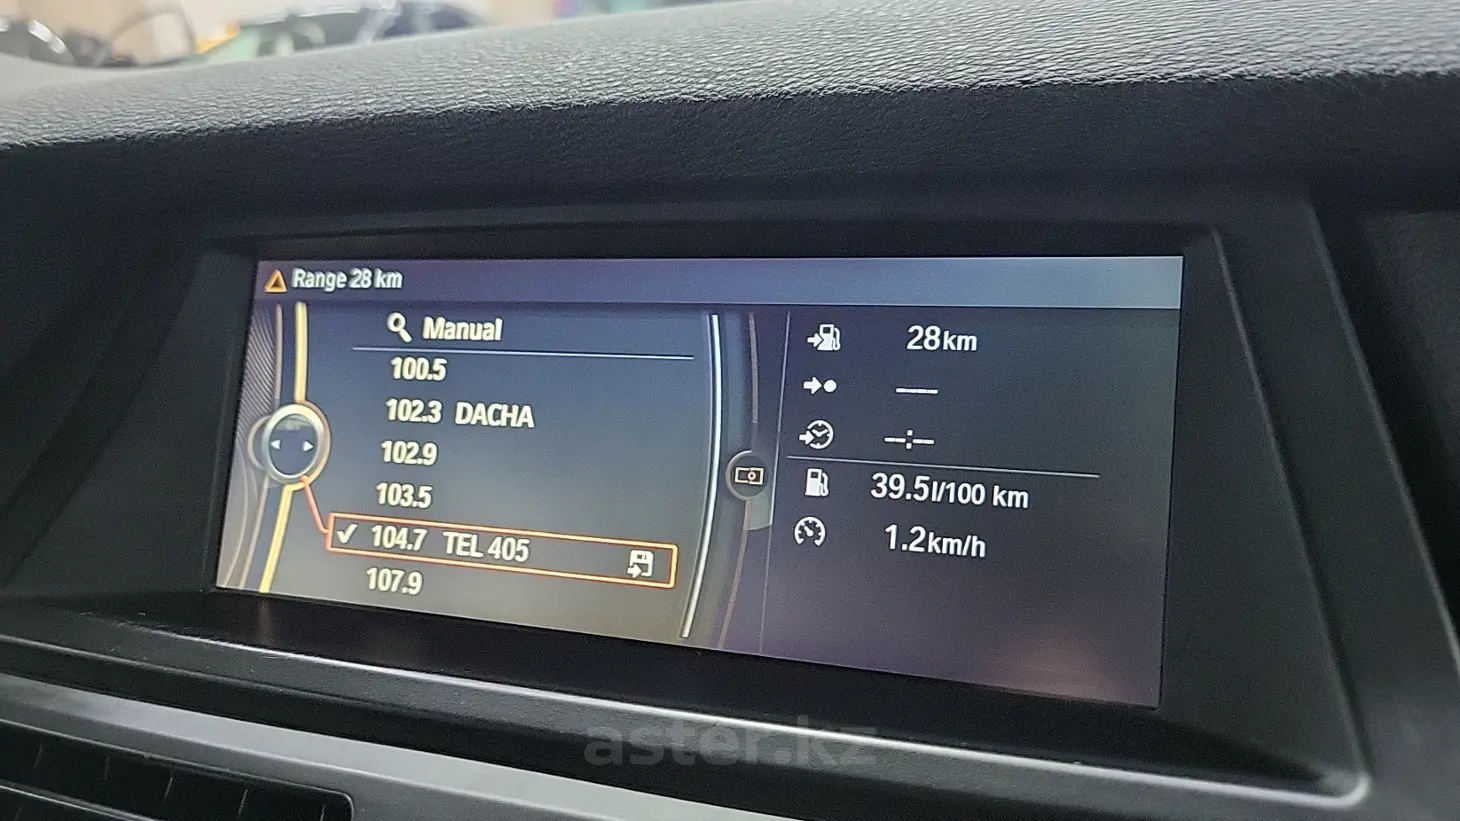 Range 28 km
Manual
100.5
102.3 DACHA
102.9
103.5
104.7 TEL 405
107.9
28km
----
--:--
39.5l/100 km
1.2km/h
aster.kz